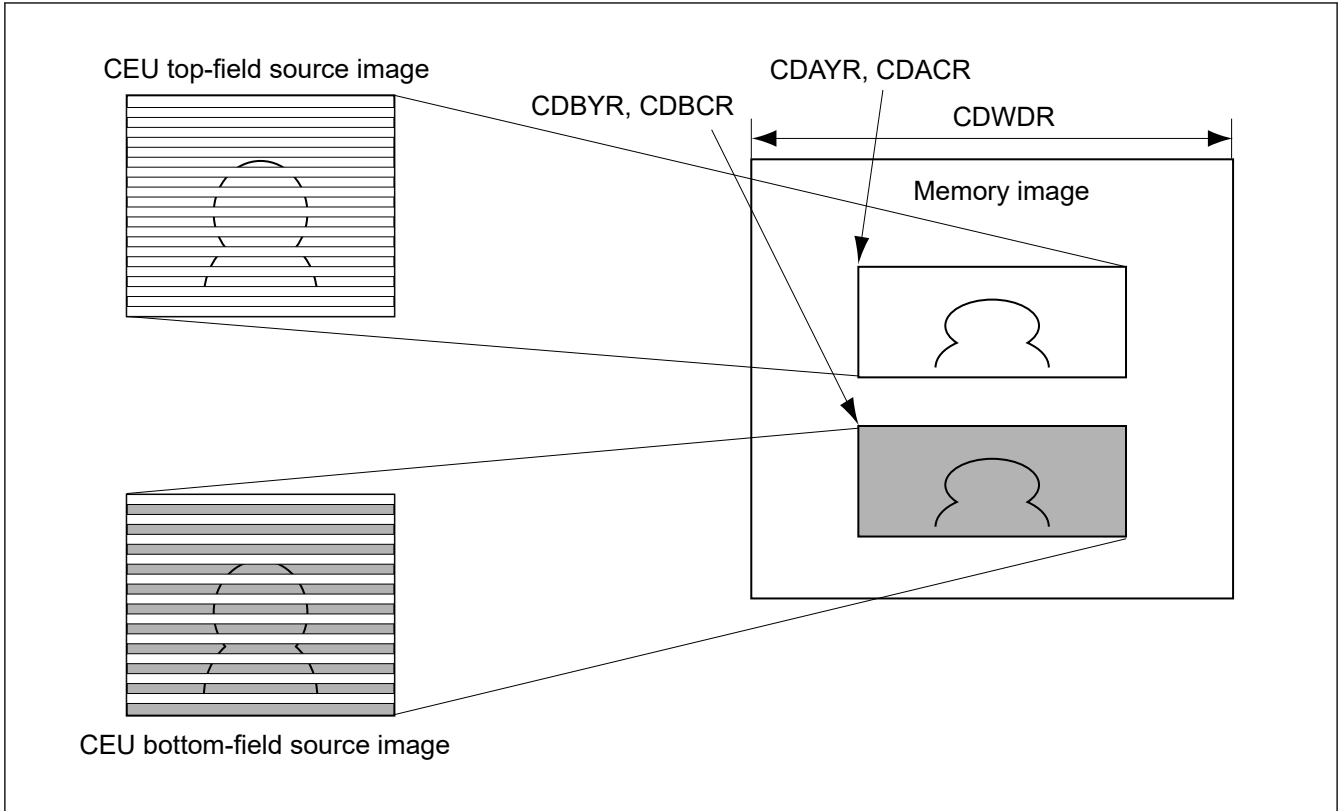 CEU top-field source image
CDAYR, CDACR
CDBYR, CDBCR
CDWDR
Memory image
CEU bottom-field source image